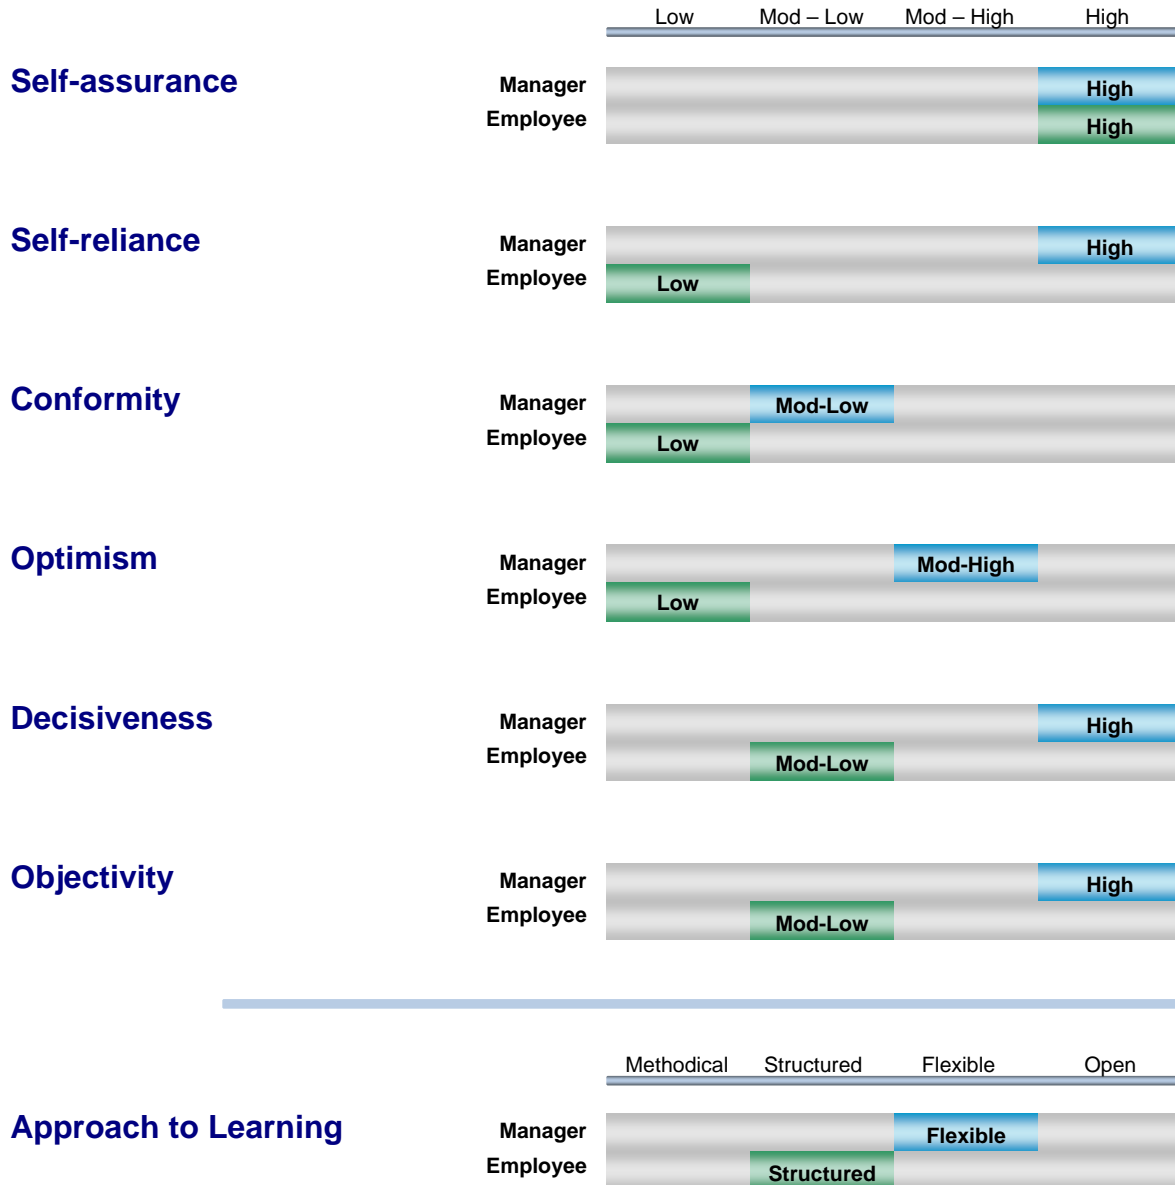 Low Mod – Low Mod – High High
Self-assurance
Manager High
Employee High
Self-reliance
Manager High
Employee Low
Conformity
Manager Mod-Low
Employee Low
Optimism
Manager Mod-High
Employee Low
Decisiveness
Manager High
Employee Mod-Low
Objectivity
Manager High
Employee Mod-Low
Methodical Structured Flexible Open
Approach to Learning
Manager Flexible
Employee Structured